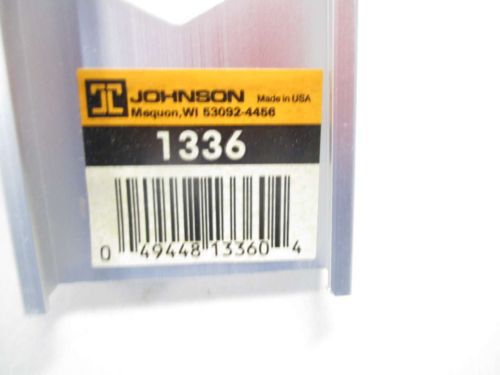 JOHNSON Made in USA
Mequon, WI 53092-4456
1336
0 49448 13360 4